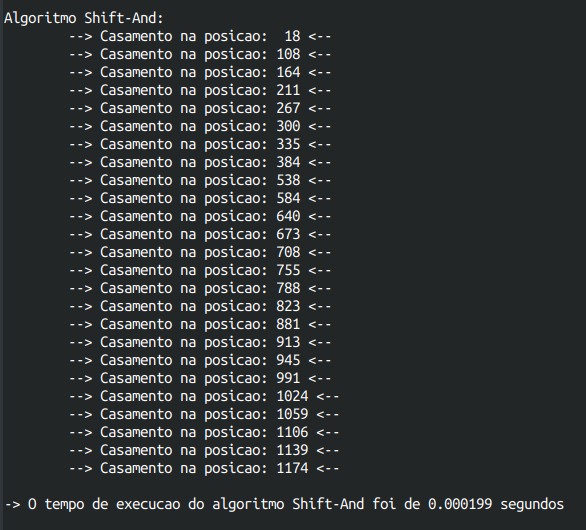 Algoritmo Shift-And:
--> Casamento na posicao:  18 <--
--> Casamento na posicao: 108 <--
--> Casamento na posicao: 164 <--
--> Casamento na posicao: 211 <--
--> Casamento na posicao: 267 <--
--> Casamento na posicao: 300 <--
--> Casamento na posicao: 335 <--
--> Casamento na posicao: 384 <--
--> Casamento na posicao: 538 <--
--> Casamento na posicao: 584 <--
--> Casamento na posicao: 640 <--
--> Casamento na posicao: 673 <--
--> Casamento na posicao: 708 <--
--> Casamento na posicao: 755 <--
--> Casamento na posicao: 788 <--
--> Casamento na posicao: 823 <--
--> Casamento na posicao: 881 <--
--> Casamento na posicao: 913 <--
--> Casamento na posicao: 945 <--
--> Casamento na posicao: 991 <--
--> Casamento na posicao: 1024 <--
--> Casamento na posicao: 1059 <--
--> Casamento na posicao: 1106 <--
--> Casamento na posicao: 1139 <--
--> Casamento na posicao: 1174 <--
-> O tempo de execucao do algoritmo Shift-And foi de 0.000199 segundos